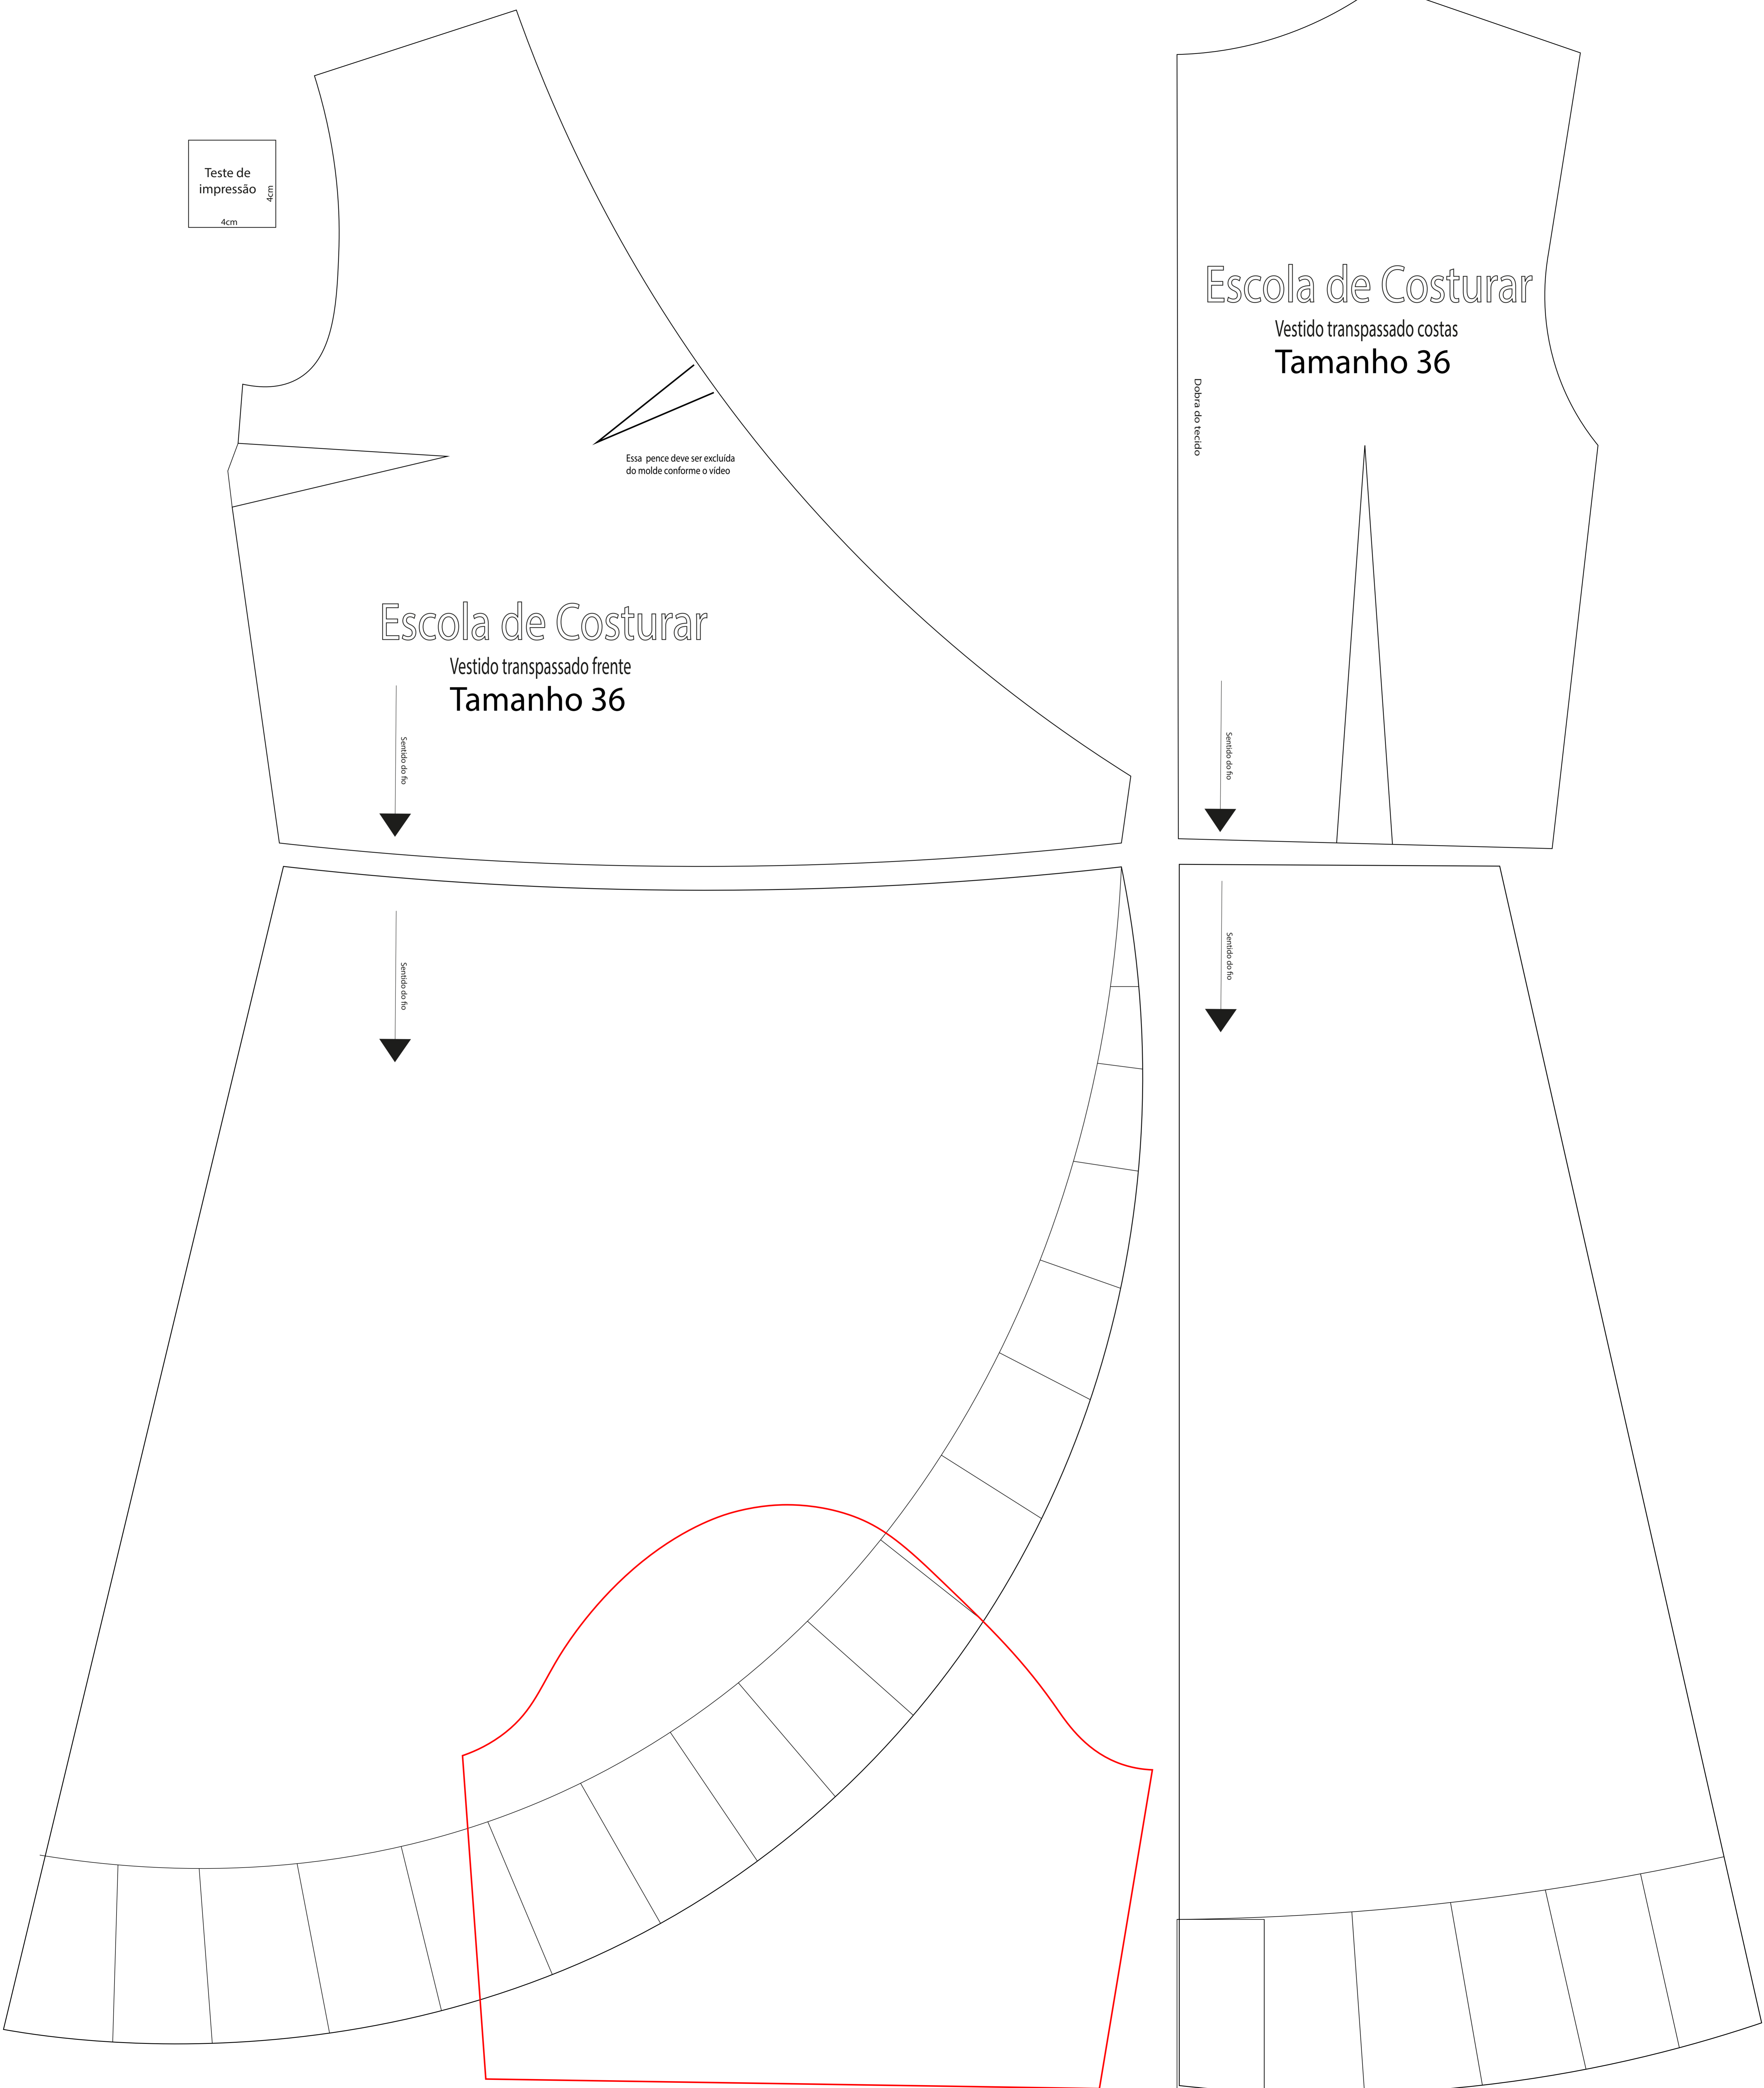 Teste de
impressão
4cm
4cm
Escola de Costurar
Vestido transpassado costas
Tamanho 36
Dobra do tecido
Essa pence deve ser excluída
do molde conforme o vídeo
Escola de Costurar
Vestido transpassado frente
Tamanho 36
Sentido do fio
Sentido do fio
Sentido do fio
Sentido do fio